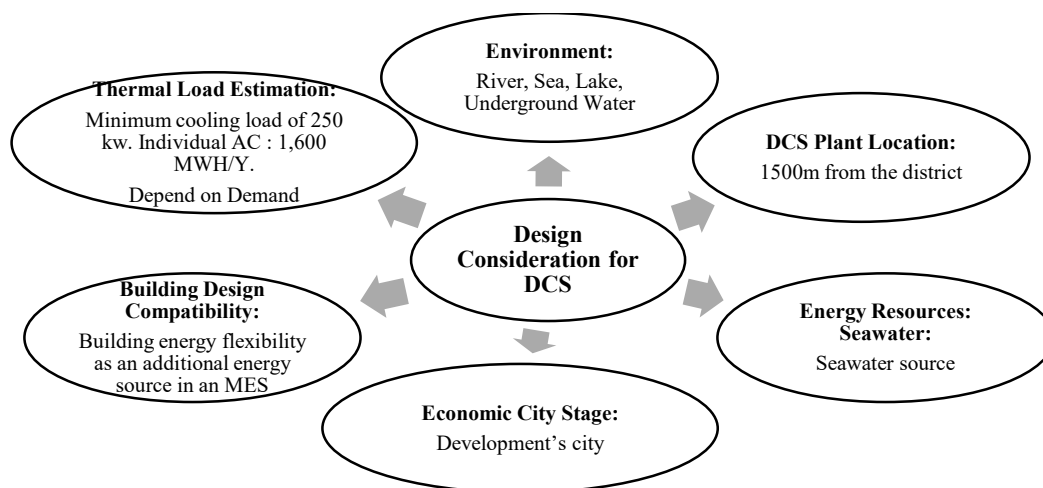 Environment:
River, Sea, Lake,
Underground Water
Thermal Load Estimation:
Minimum cooling load of 250
kw. Individual AC : 1,600
MWH/Y.
Depend on Demand
DCS Plant Location:
1500m from the district
Design
Consideration for
DCS
Building Design
Compatibility:
Building energy flexibility
as an additional energy
source in an MES
Energy Resources:
Seawater:
Seawater source
Economic City Stage:
Development's city